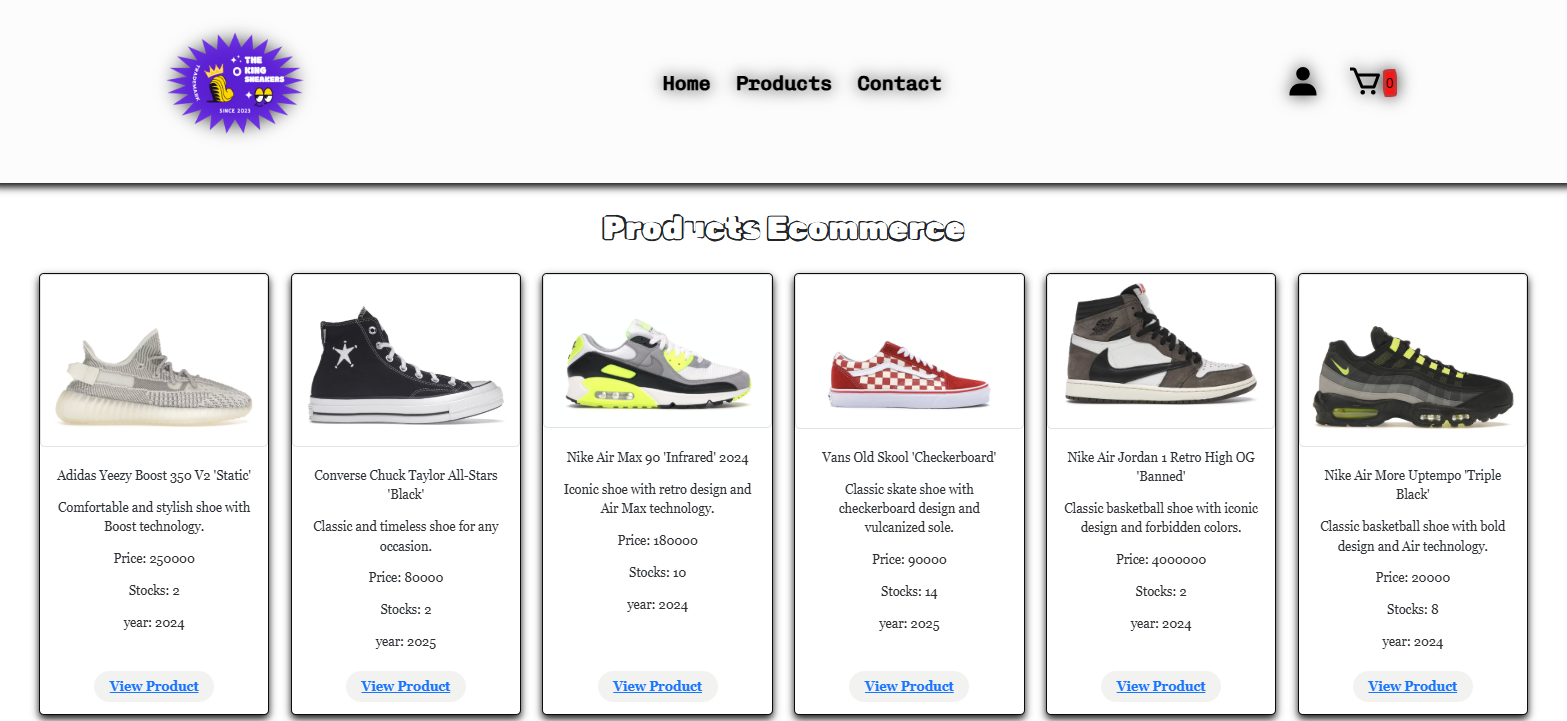 THE
KING
SNEAKERS
TRADEMARK
SINCE 2023
Home Products Contact
0
Products Ecommerce
Adidas Yeezy Boost 350 V2 'Static'
Comfortable and stylish shoe with
Boost technology.
Price: 250000
Stocks: 2
year: 2024
View Product
Converse Chuck Taylor All-Stars
'Black'
Classic and timeless shoe for any
occasion.
Price: 80000
Stocks: 2
year: 2025
View Product
Nike Air Max 90 'Infrared' 2024
Iconic shoe with retro design and
Air Max technology.
Price: 180000
Stocks: 10
year: 2024
View Product
Vans Old Skool 'Checkerboard'
Classic skate shoe with
checkerboard design and
vulcanized sole.
Price: 90000
Stocks: 14
year: 2025
View Product
Nike Air Jordan 1 Retro High OG
'Banned'
Classic basketball shoe with iconic
design and forbidden colors.
Price: 4000000
Stocks: 2
year: 2024
View Product
Nike Air More Uptempo 'Triple
Black'
Classic basketball shoe with bold
design and Air technology.
Price: 20000
Stocks: 8
year: 2024
View Product